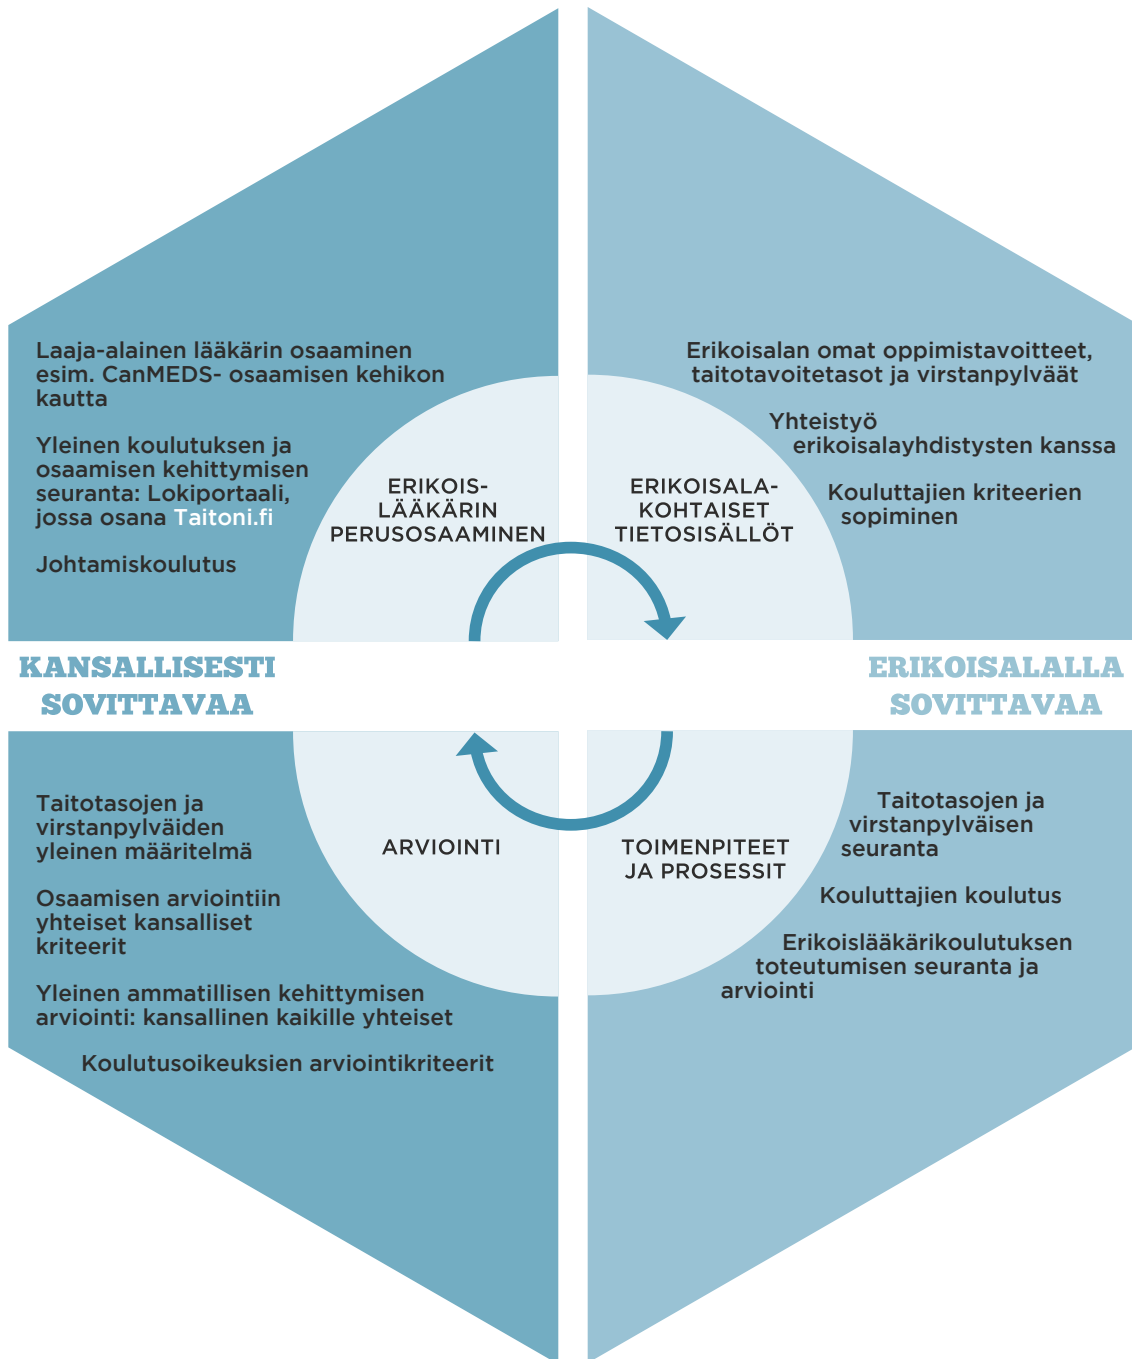 Laaja-alainen lääkärin osaaminen
esim. CanMEDS- osaamisen kehikon
kautta
Yleinen koulutuksen ja
osaamisen kehittymisen
seuranta: Lokiportaali,
jossa osana Taitoni.fi
Johtamiskoulutus
ERIKOIS-
LÄÄKÄRIN
PERUSOSAAMINEN
ERIKOISALA-
KOHTAISET
TIETOSISÄLLÖT
Erikoisalan omat oppimistavoitteet,
taitotavoitetasot ja virstanpylväät
Yhteistyö
erikoisalayhdistysten kanssa
Kouluttajien kriteerien
sopiminen
KANSALLISESTI
SOVITTAVAA
ERIKOISALALLA
SOVITTAVAA
Taitotasojen ja
virstanpylväiden
yleinen määritelmä
Osaamisen arviointiin
yhteiset kansalliset
kriteerit
Yleinen ammatillisen kehittymisen
arviointi: kansallinen kaikille yhteiset
Koulutusoikeuksien arviointikriteerit
ARVIOINTI
TOIMENPITEET
JA PROSESSIT
Taitotasojen ja
virstanpylväisen
seuranta
Kouluttajien koulutus
Erikoislääkärikoulutuksen
toteutumisen seuranta ja
arviointi